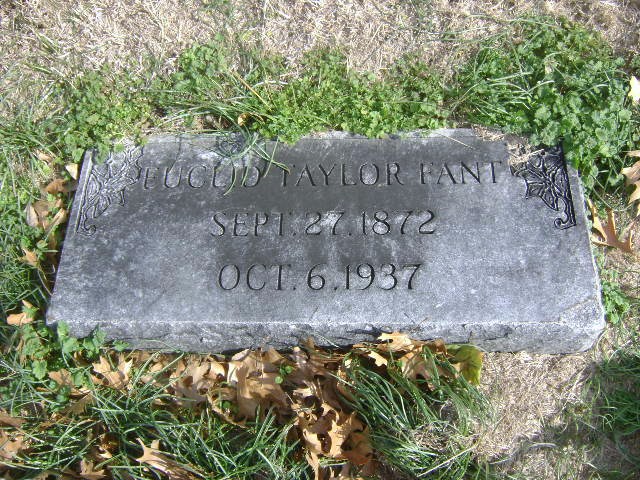 EUCLID TAYLOR FANT
SEPT. 27. 1872
OCT. 6. 1937